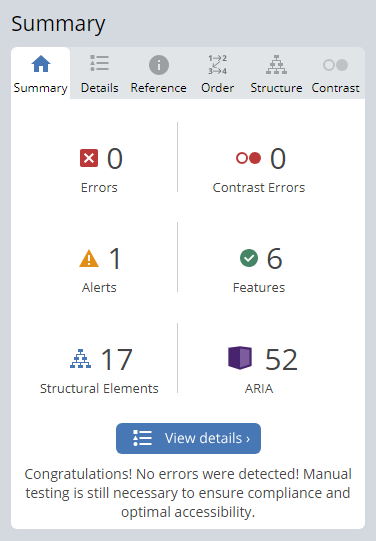 Summary
Summary Details Reference Order Structure Contrast
0 0
Errors Contrast Errors
1 6
Alerts Features
17 52
Structural Elements ARIA
View details ›
Congratulations! No errors were detected! Manual
testing is still necessary to ensure compliance and
optimal accessibility.